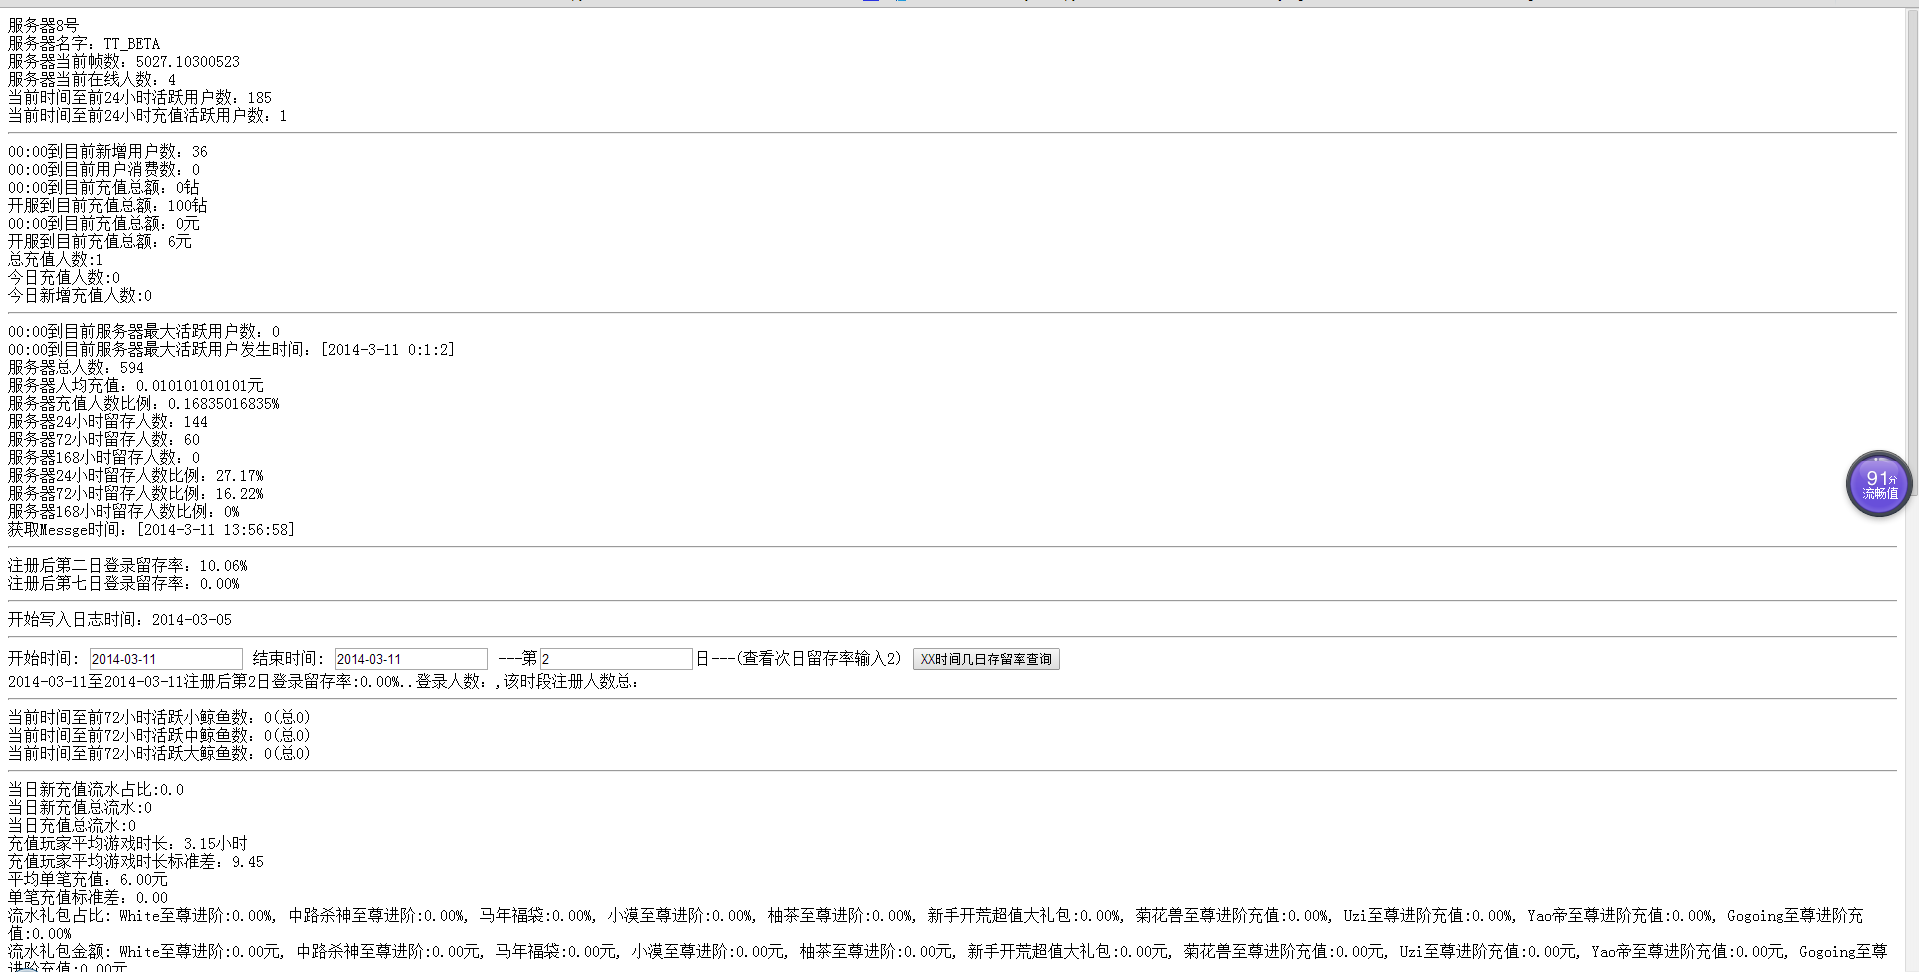 服务器8号
服务器名字：TT_BETA
服务器当前帧数：5027.10300523
服务器当前在线人数：4
当前时间至前24小时活跃用户数：185
当前时间至前24小时充值活跃用户数：1
00:00到目前新增用户数：36
00:00到目前用户消费数：0
00:00到目前充值总额：0钻
开服到目前充值总额：100钻
00:00到目前充值总额：0元
开服到目前充值总额：6元
总充值人数:1
今日充值人数:0
今日新增充值人数:0
00:00到目前服务器最大活跃用户数：0
00:00到目前服务器最大活跃用户发生时间：[2014-3-11 0:1:2]
服务器总人数：594
服务器人均充值：0.010101010101元
服务器充值人数比例：0.16835016835%
服务器24小时留存人数：144
服务器72小时留存人数：60
服务器168小时留存人数：0
服务器24小时留存人数比例：27.17%
服务器72小时留存人数比例：16.22%
服务器168小时留存人数比例：0%
获取Messge时间：[2014-3-11 13:56:58]
91分
流畅值
注册后第二日登录留存率：10.06%
注册后第七日登录留存率：0.00%
开始写入日志时间：2014-03-05
开始时间：2014-03-11 结束时间：2014-03-11 ---第2日---(查看次日留存率输入2) XX时间几日存留率查询
2014-03-11至2014-03-11注册后第2日登录留存率:0.00%..登录人数：,该时段注册人数总：
当前时间至前72小时活跃小鲸鱼数：0(总0)
当前时间至前72小时活跃中鲸鱼数：0(总0)
当前时间至前72小时活跃大鲸鱼数：0(总0)
当日新充值流水占比:0.0
当日新充值总流水:0
当日充值总流水:0
充值玩家平均游戏时长：3.15小时
充值玩家平均游戏时长标准差：9.45
平均单笔充值：6.00元
单笔充值标准差：0.00
流水礼包占比：White至尊进阶:0.00%, 中路杀神至尊进阶:0.00%, 马年福袋:0.00%, 小漠至尊进阶:0.00%, 柚茶至尊进阶:0.00%, 新手开荒超值大礼包:0.00%, 菊花兽至尊进阶充值:0.00%, Uzi至尊进阶充值:0.00%, Yao帝至尊进阶充值:0.00%, Gogoing至尊进阶充
值:0.00%
流水礼包金额：White至尊进阶:0.00元, 中路杀神至尊进阶:0.00元, 马年福袋:0.00元, 小漠至尊进阶:0.00元, 柚茶至尊进阶:0.00元, 新手开荒超值大礼包:0.00元, 菊花兽至尊进阶充值:0.00元, Uzi至尊进阶充值:0.00元, Yao帝至尊进阶充值:0.00元, Gogoing至尊
进阶充值:0.00元